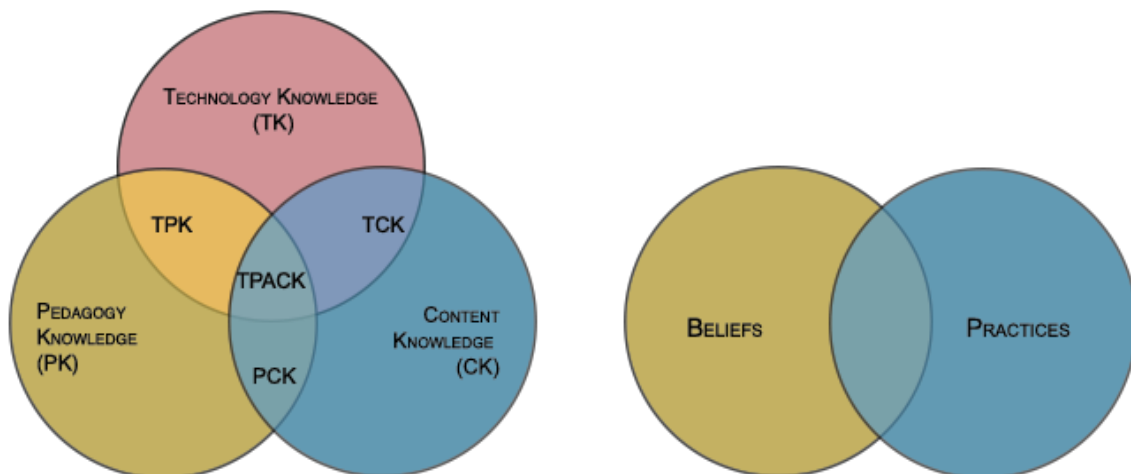 Technology Knowledge
(TK)
TPK
TCK
TPACK
Pedagogy
Knowledge
(PK)
Content
Knowledge
(CK)
PCK
Beliefs
Practices